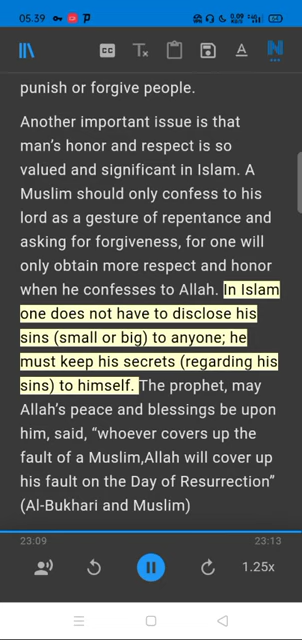 05.39
0.09
KB/S
punish or forgive people.
Another important issue is that
man's honor and respect is so
valued and significant in Islam. A
Muslim should only confess to his
lord as a gesture of repentance and
asking for forgiveness, for one will
only obtain more respect and honor
when he confesses to Allah. In Islam
one does not have to disclose his
sins (small or big) to anyone; he
must keep his secrets (regarding his
sins) to himself. The prophet, may
Allah's peace and blessings be upon
him, said, “whoever covers up the
fault of a Muslim,Allah will cover up
his fault on the Day of Resurrection”
(Al-Bukhari and Muslim)
23:09 23:13
1.25x